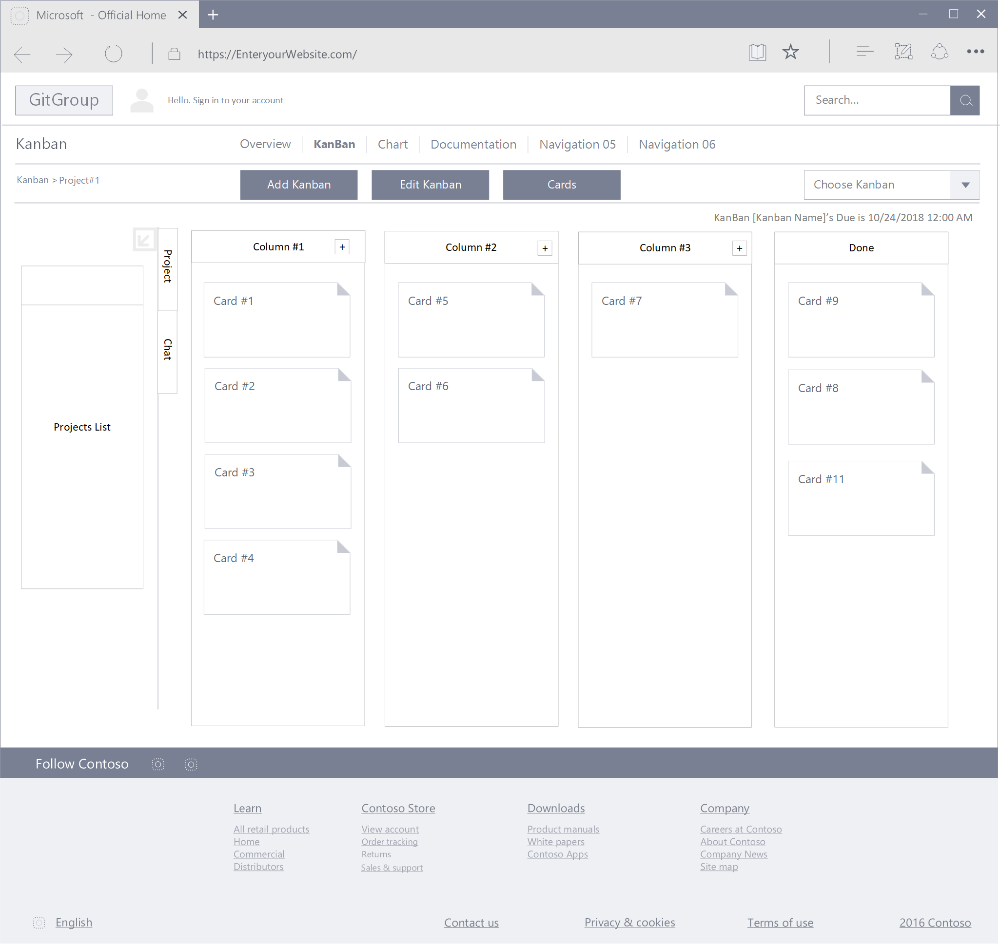 Microsoft  - Official Home
https://EnteryourWebsite.com/
GitGroup
Hello. Sign in to your account
Search...
Kanban
Overview
KanBan
Chart
Documentation
Navigation 05
Navigation 06
Kanban > Project#1
Add Kanban
Edit Kanban
Cards
Choose Kanban
KanBan [Kanban Name]’s Due is 10/24/2018 12:00 AM
Projects List
Project
Chat
Column #1
+
Card #1
Card #2
Card #3
Card #4
Column #2
+
Card #5
Card #6
Column #3
+
Card #7
Done
Card #9
Card #8
Card #11
Follow Contoso
Learn
All retail products
Home
Commercial
Distributors
Contoso Store
View account
Order tracking
Returns
Sales & support
Downloads
Product manuals
White papers
Contoso Apps
Company
Careers at Contoso
About Contoso
Company News
Site map
English
Contact us
Privacy & cookies
Terms of use
2016 Contoso